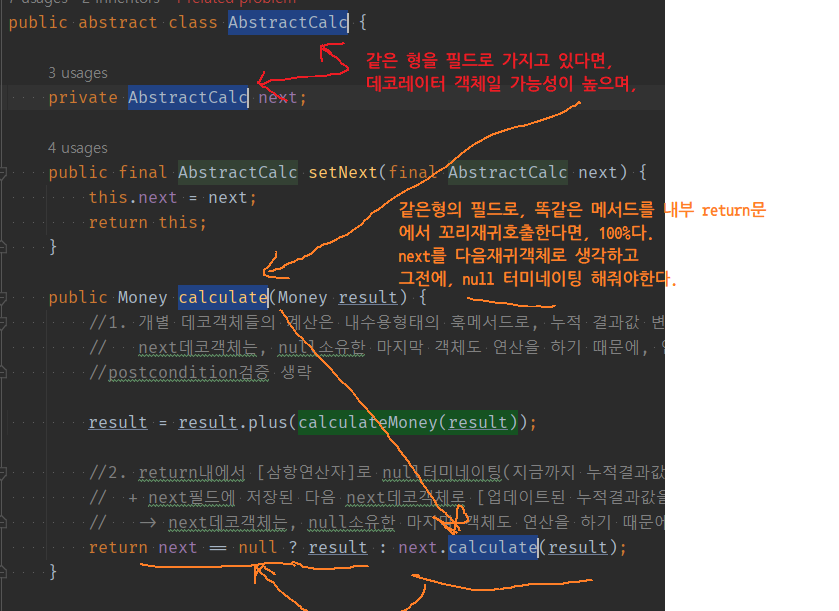 public abstract class AbstractCalc {
같은 형을 필드로 가지고 있다면,
3 usages
데코레이터 객체일 가능성이 높으며,
private AbstractCalc next;
4 usages
public final AbstractCalc setNext(final AbstractCalc next) {
this.next = next;
같은형의 필드로, 똑같은 메서드를 내부 return문
return this;
에서 꼬리재귀호출한다면, 100%다.
}
next를 다음재귀객체로 생각하고
그전에, null 터미네이팅 해줘야한다.
public Money calculate(Money result) {
//1. 개별 데코객체들의 계산은 내수용형태의 훅메서드로, 누적 결과값 변
// next데코객체는, null소유한 마지막 객체도 연산을 하기 때문에,
//postcondition검증 생략
result = result.plus(calculateMoney(result));
//2. return내에서 [삼항연산자]로 null터미네이팅(지금까지 누적결과값
// + next필드에 저장된 다음 next데코객체로 [업데이트된 누적결과값을
// -> next데코객체는, null소유한 마지막 객체도 연산을 하기 때문에
return next == null ? result : next.calculate(result);
}